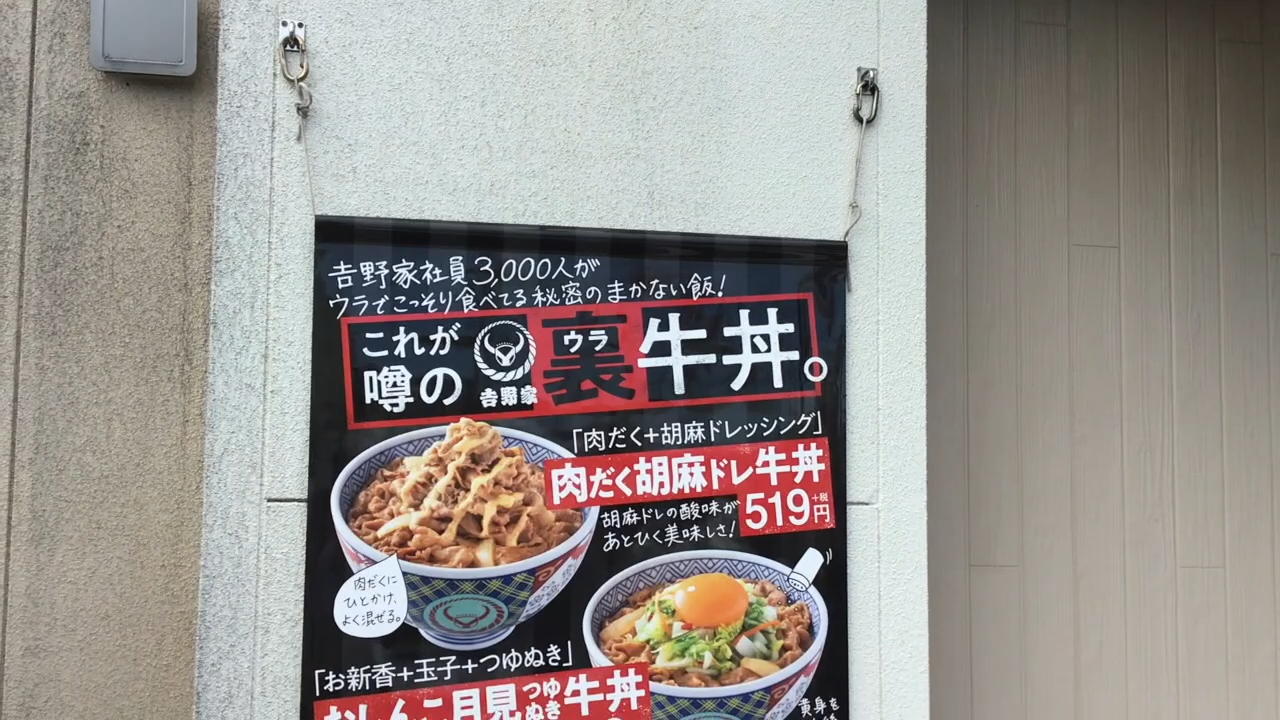 吉野家社員3,000人が
ウラでこっそり食べてる秘密のまかない飯!
これが
噂の
吉野家
裏
ウラ
牛丼。
「肉だく+胡麻ドレッシング」
肉だく胡麻ドレ牛丼
519円
+税
胡麻ドレの酸味が
あとひく美味しさ!
肉だくに
ひとかけ、
よく混ぜる。
「お新香+玉子+つゆぬき」
おしんこ月見つゆぬき牛丼
黄身を